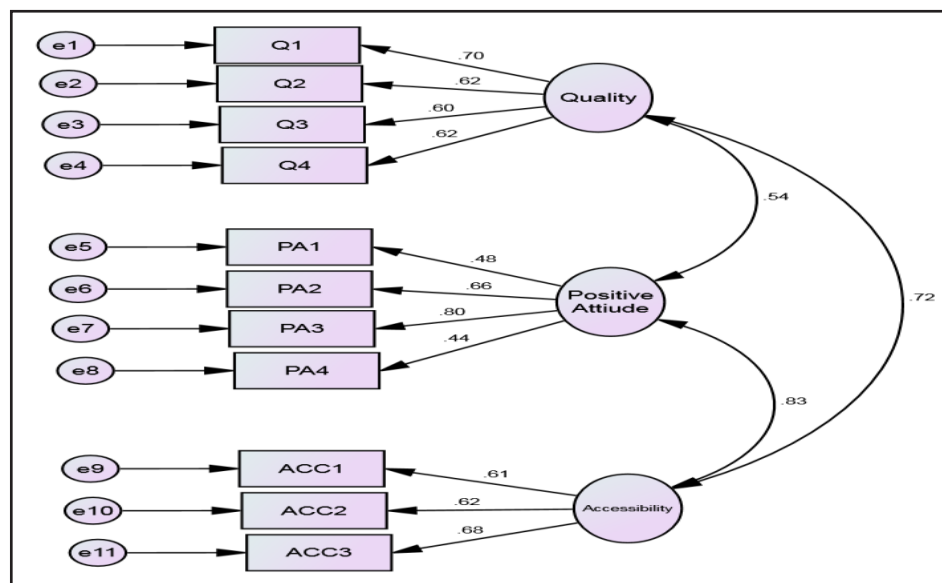 e1
Q1
.70
e2
Q2
.62
Quality
e3
Q3
.60
e4
Q4
.62
.54
e5
PA1
.48
e6
PA2
.66
Positive
Attiude
e7
PA3
.80
e8
PA4
.44
.72
.83
e9
ACC1
.61
e10
ACC2
.62
Accessibility
e11
ACC3
.68